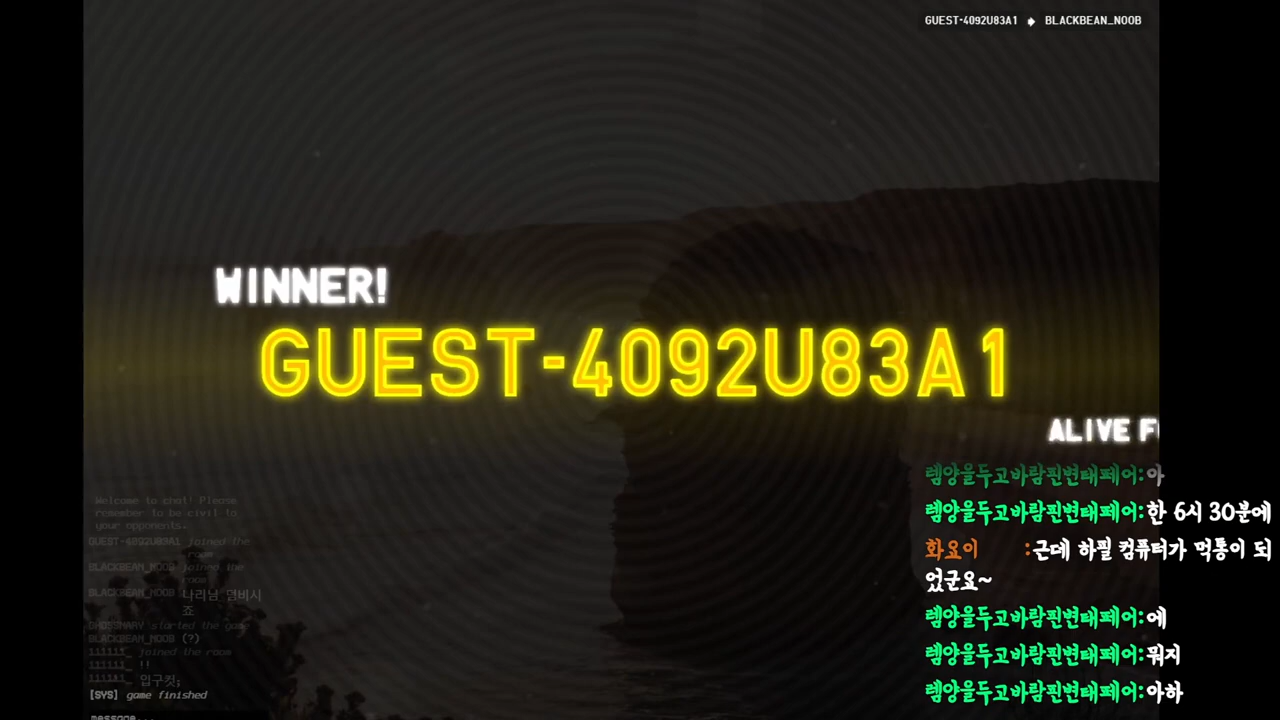 GUEST-4092U83A1 ◆ BLACKBEAN_NOOB
WINNER!
GUEST-4092U83A1
ALIVE F
Welcome to chat! Please
remember to be civil to
your opponents.
GUEST-4092U83A1 joined the
room
BLACKBEAN_NOOB joined the
room
BLACKBEAN_NOOB 나리님 덤비시
죠
started the game
BLACKBEAN_NOOB (?)
111111_ joined the room
111111_ !!
111111_ 입구컷;
[SYS] game finished
message...
렘양을두고바람핀변태페어:아
렘양을두고바람핀변태페어:한 6시 30분에
화요이 :근데 하필 컴퓨터가 먹통이 되
었군요~
렘양을두고바람핀변태페어:에
렘양을두고바람핀변태페어:뭐지
렘양을두고바람핀변태페어:아하